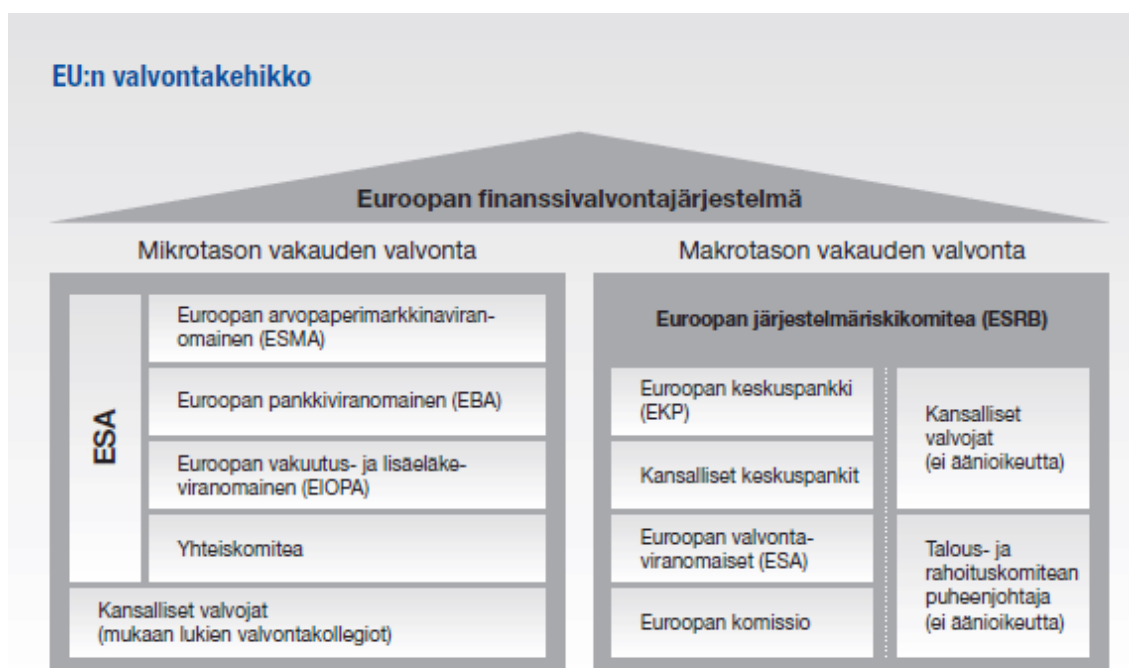 EU:n valvontakehikko
Euroopan finanssivalvontajärjestelmä
Mikrotason vakauden valvonta
ESA
Euroopan arvopaperimarkkinaviran-
omainen (ESMA)
Euroopan pankkiviranomainen (EBA)
Euroopan vakuutus- ja lisäeläke-
viranomainen (EIOPA)
Yhteiskomitea
Kansalliset valvojat
(mukaan lukien valvontakollegiot)
Makrotason vakauden valvonta
Euroopan järjestelmäriskikomitea (ESRB)
Euroopan keskuspankki
(EKP)
Kansalliset keskuspankit
Euroopan valvonta-
viranomaiset (ESA)
Euroopan komissio
Kansalliset
valvojat
(ei äänioikeutta)
Talous- ja
rahoituskomitean
puheenjohtaja
(ei äänioikeutta)